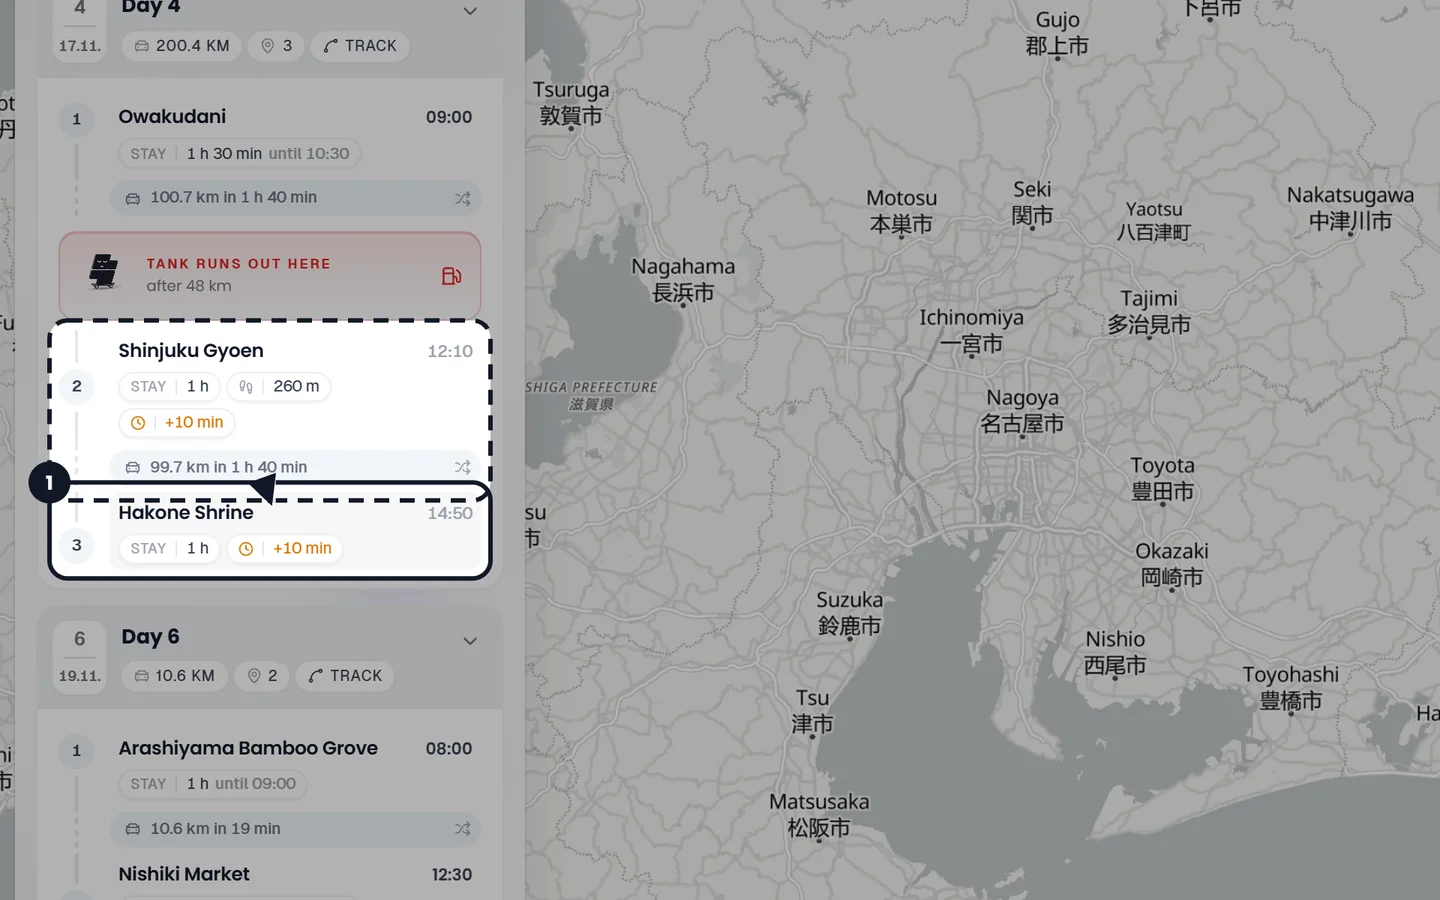 4
Day 4
17.11.
200.4 KM
3
TRACK
1
Owakudani
09:00
STAY
1 h 30 min until 10:30
100.7 km in 1 h 40 min
TANK RUNS OUT HERE
after 48 km
Shinjuku Gyoen
12:10
2
STAY
1 h
260 m
+10 min
99.7 km in 1 h 40 min
1
Hakone Shrine
14:50
3
STAY
1 h
+10 min
6
Day 6
19.11.
10.6 KM
2
TRACK
1
Arashiyama Bamboo Grove
08:00
STAY
1 h until 09:00
10.6 km in 19 min
Nishiki Market
12:30
Gujo
郡上市
下呂市
Tsuruga
敦賀市
Motosu
本巣市
Seki
関市
Yaotsu
八百津町
Nakatsugawa
中津川市
Nagahama
長浜市
Ichinomiya
一宮市
Tajimi
多治見市
SHIGA PREFECTURE
滋賀県
Nagoya
名古屋市
Toyota
豊田市
Okazaki
岡崎市
Suzuka
鈴鹿市
Nishio
西尾市
Toyohashi
豊橋市
Tsu
津市
Matsusaka
松阪市
Ha
su
市